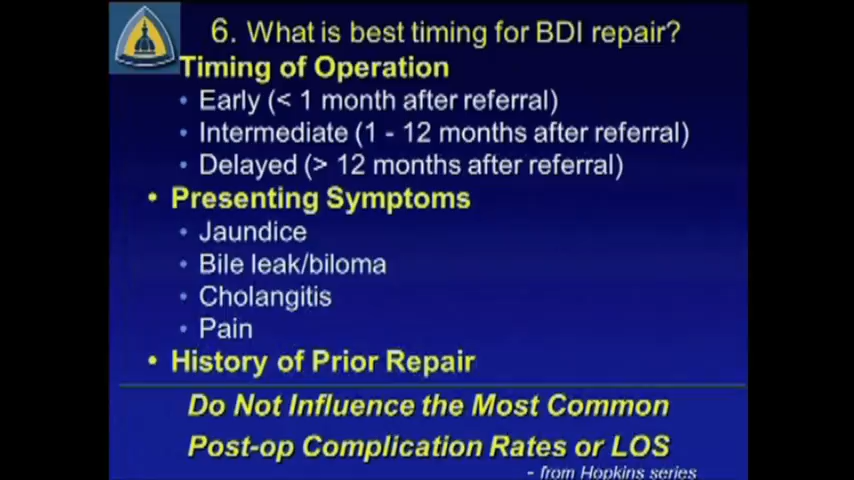 6. What is best timing for BDI repair?
Timing of Operation
• Early (< 1 month after referral)
• Intermediate (1 - 12 months after referral)
• Delayed (> 12 months after referral)
• Presenting Symptoms
• Jaundice
• Bile leak/biloma
• Cholangitis
• Pain
• History of Prior Repair
Do Not Influence the Most Common
Post-op Complication Rates or LOS
- from Hopkins series